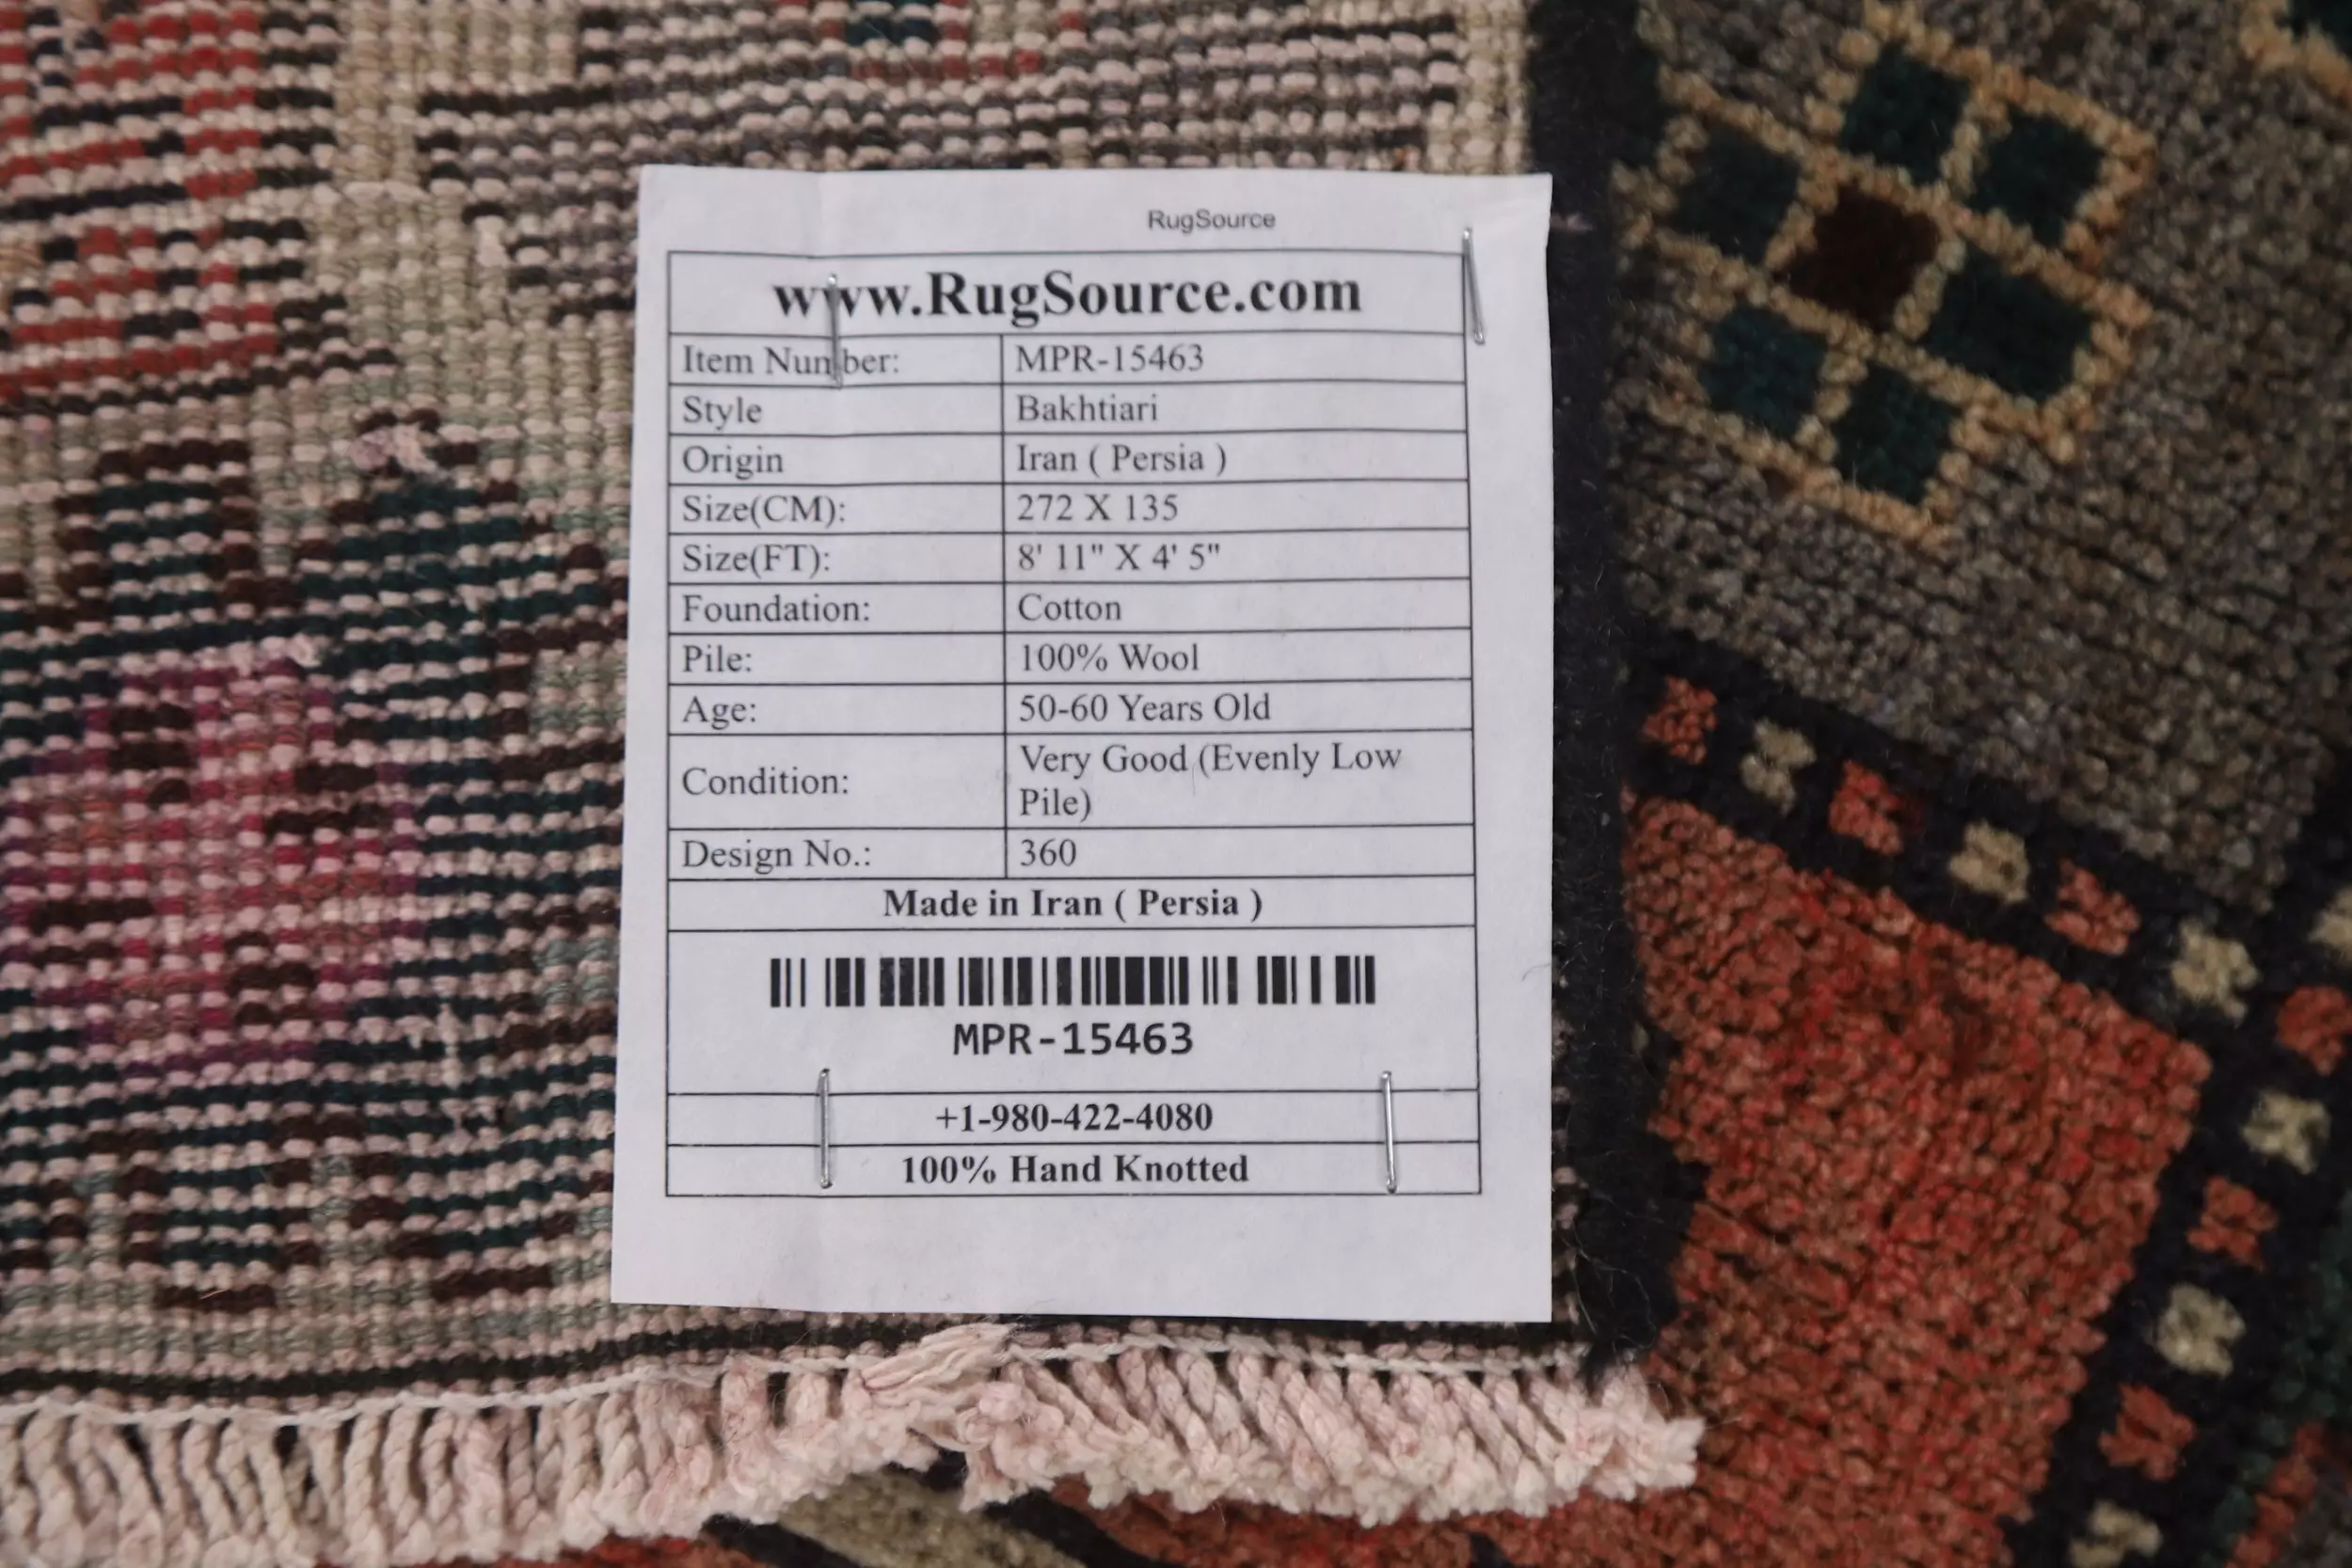 RugSource
www.RugSource.com
Item Number: MPR-15463
Style Bakhtiari
Origin Iran ( Persia )
Size(CM): 272 X 135
Size(FT): 8' 11" X 4' 5"
Foundation: Cotton
Pile: 100% Wool
Age: 50-60 Years Old
Condition: Very Good (Evenly Low
Pile)
Design No.: 360
Made in Iran ( Persia )
MPR-15463
+1-980-422-4080
100% Hand Knotted